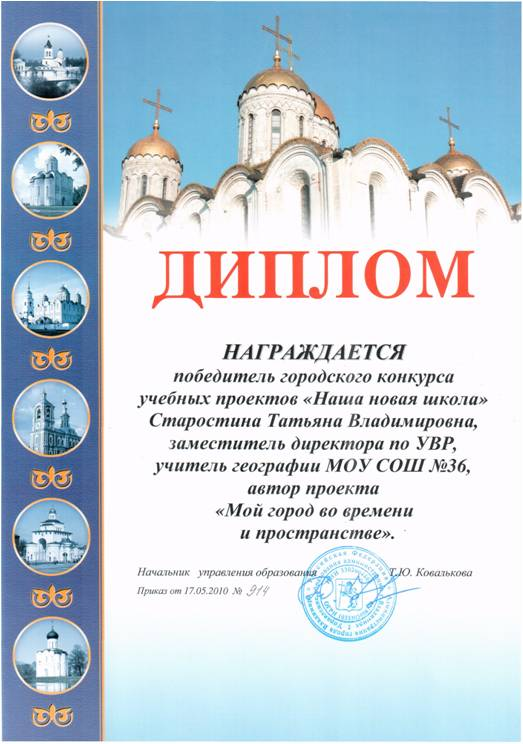 ДИПЛОМ
НАГРАЖДАЕТСЯ
победитель городского конкурса
учебных проектов «Наша новая школа»
Старостина Татьяна Владимировна,
заместитель директора по УВР,
учитель географии МОУ СОШ №36,
автор проекта
«Мой город во времени
и пространстве».
Начальник управления образования Т.Ю. Ковалькова
Приказ от 17.05.2010 № 914